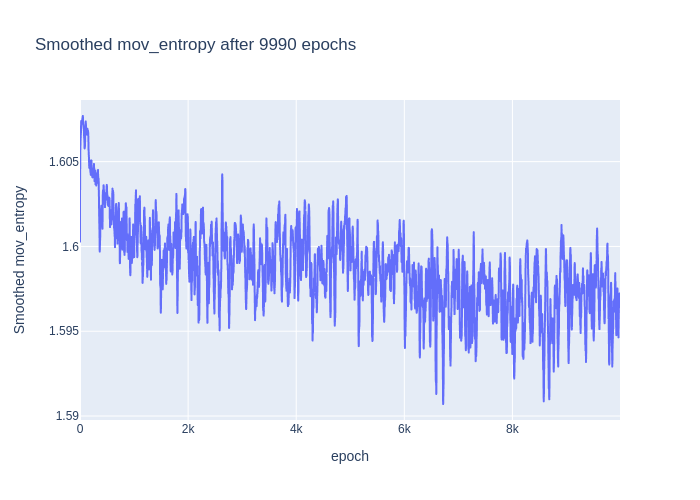 Smoothed mov_entropy after 9990 epochs
Smoothed mov_entropy
1.605
1.6
1.595
1.59
0
2k
4k
6k
8k
epoch